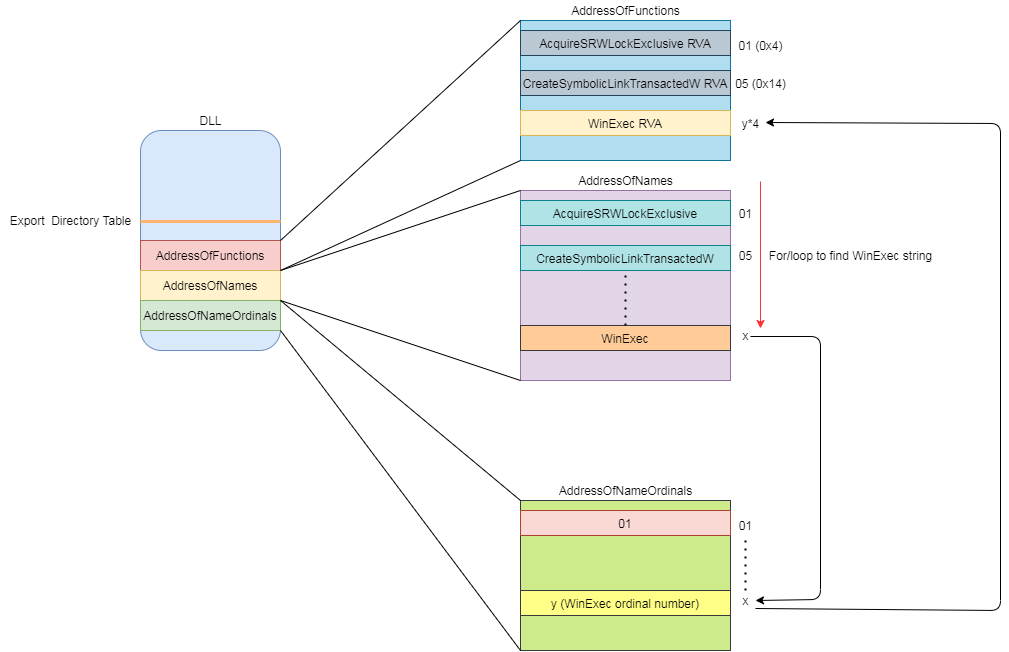 AddressOfFunctions
AcquireSRWLockExclusive RVA
01 (0x4)
CreateSymbolicLinkTransactedW RVA
05 (0x14)
WinExec RVA
y*4
DLL
Export Directory Table
AddressOfFunctions
AddressOfNames
AddressOfNameOrdinals
AddressOfNames
AcquireSRWLockExclusive
01
CreateSymbolicLinkTransactedW
05
For/loop to find WinExec string
WinExec
x
AddressOfNameOrdinals
01
01
y (WinExec ordinal number)
x